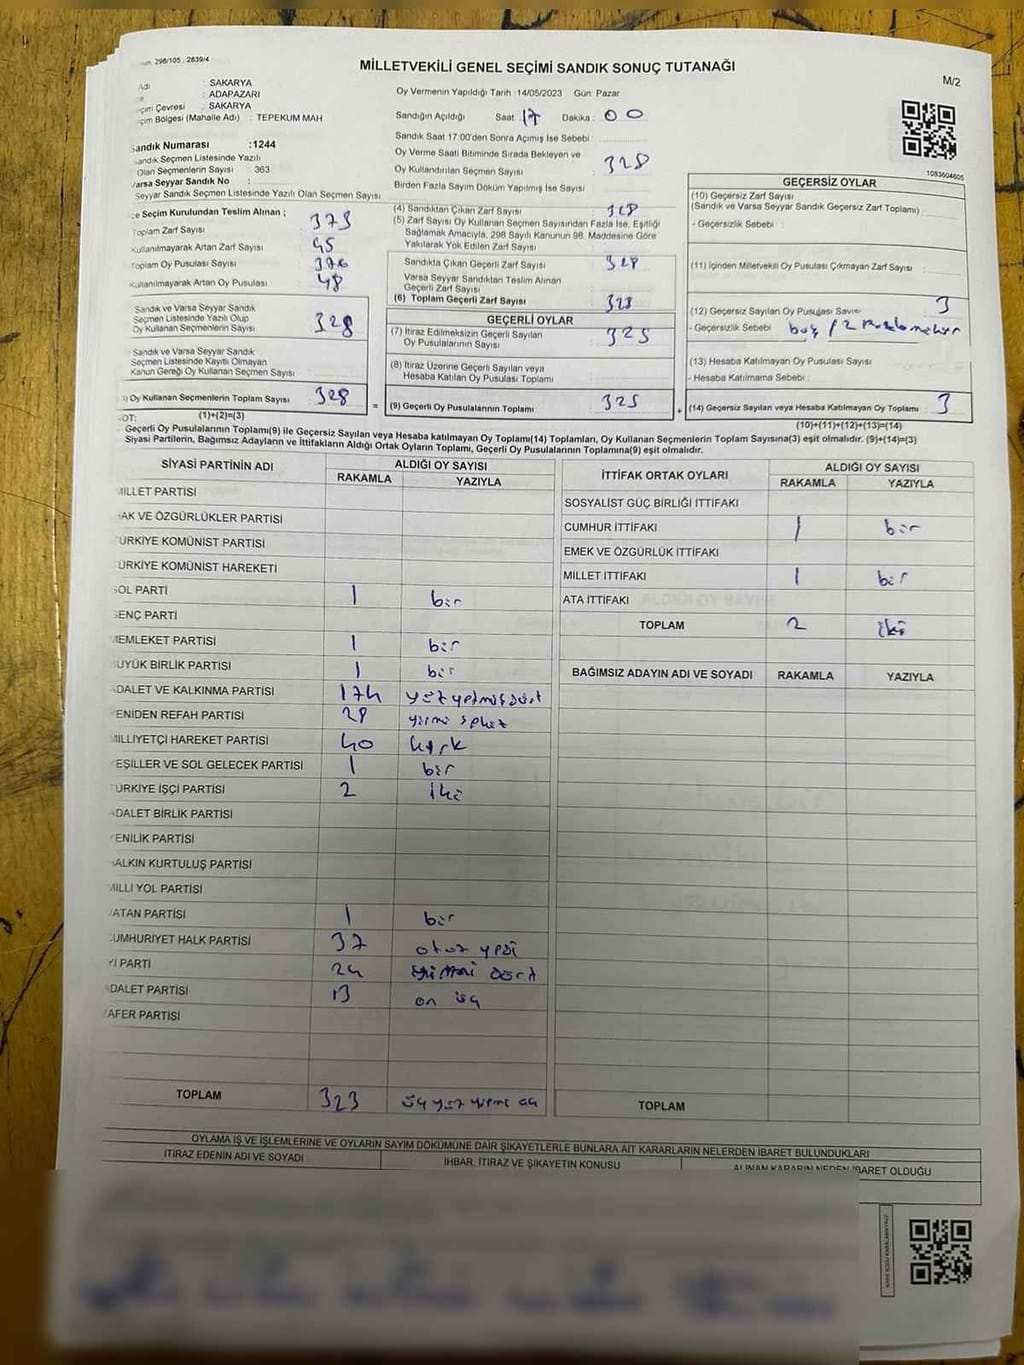 298/105 , 2839/4
MİLLETVEKİLİ GENEL SEÇİMİ SANDIK SONUÇ TUTANAĞI
M/2
Adı : SAKARYA
ADAPAZARI
çim Çevresi : SAKARYA
çim Bölgesi (Mahalle Adı) : TEPEKUM MAH
Oy Vermenin Yapıldığı Tarih :14/05/2023 Gün: Pazar
Sandığın Açıldığı Saat : 17 Dakika : 00
Sandık Saat 17.00'den Sonra Açılmış İse Sebebi :
Sandık Numarası :1244
Sandık Seçmen Listesinde Yazılı
Olan Seçmenlerin Sayısı : 363
Varsa Seyyar Sandık No :
Seyyar Sandık Seçmen Listesinde Yazılı Olan Seçmen Sayısı
Oy Verme Saati Bitiminde Sırada Bekleyen ve
Oy Kullandırılan Seçmen Sayısı : 328
Birden Fazla Sayım Döküm Yapılmış İse Sayısı :
1083604605
çe Seçim Kurulundan Teslim Alınan ;
Toplam Zarf Sayısı : 373
Kullanılmayarak Artan Zarf Sayısı : 45
Toplam Oy Pusulası Sayısı : 376
Kullanılmayarak Artan Oy Pusulası : 48
(4) Sandıktan Çıkan Zarf Sayısı : 328
(5) Zarf Sayısı Oy Kullanan Seçmen Sayısından Fazla İse, Eşitliği
Sağlamak Amacıyla, 298 Sayılı Kanunun 98. Maddesine Göre
Yakılarak Yok Edilen Zarf Sayısı :
Sandıkta Çıkan Geçerli Zarf Sayısı : 328
Varsa Seyyar Sandıktan Teslim Alınan
Geçerli Zarf Sayısı :
(6) Toplam Geçerli Zarf Sayısı : 328
GEÇERSİZ OYLAR
(10) Geçersiz Zarf Sayısı
(Sandık ve Varsa Seyyar Sandık Geçersiz Zarf Toplamı) :
- Geçersizlik Sebebi :
(11) İçinden Milletvekili Oy Pusulası Çıkmayan Zarf Sayısı :
(12) Geçersiz Sayılan Oy Pusulası Sayısı : 3
- Geçersizlik Sebebi : boş / 2
(13) Hesaba Katılmayan Oy Pusulası Sayısı :
- Hesaba Katılmama Sebebi :
(14) Geçersiz Sayılan veya Hesaba Katılmayan Oy Toplamı : 3
(10)+(11)+(12)+(13)=(14)
Sandık ve Varsa Seyyar Sandık
Seçmen Listesinde Yazılı Olup
Oy Kullanan Seçmenlerin Sayısı : 328
Sandık ve Varsa Seyyar Sandık
Seçmen Listesinde Kayıtlı Olmayan
Kanun Gereği Oy Kullanan Seçmen Sayısı :
) Oy Kullanan Seçmenlerin Toplam Sayısı : 328
(1)+(2)=(3)
GEÇERLİ OYLAR
(7) İtiraz Edilmeksizin Geçerli Sayılan
Oy Pusulalarının Sayısı : 325
(8) İtiraz Üzerine Geçerli Sayılan veya
Hesaba Katılan Oy Pusulası Toplamı :
(9) Geçerli Oy Pusulalarının Toplamı : 325
= +
NOT:
Geçerli Oy Pusulalarının Toplamı(9) ile Geçersiz Sayılan veya Hesaba katılmayan Oy Toplamı(14) Toplamları, Oy Kullanan Seçmenlerin Toplam Sayısına(3) eşit olmalıdır. (9)+(14)=(3)
Siyasi Partilerin, Bağımsız Adayların ve İttifakların Aldığı Ortak Oyların Toplamı, Geçerli Oy Pusulalarının Toplamına(9) eşit olmalıdır.
SİYASİ PARTİNİN ADI ALDIĞI OY SAYISI
RAKAMLA YAZIYLA
MİLLET PARTİSİ
HAK VE ÖZGÜRLÜKLER PARTİSİ
TÜRKİYE KOMÜNİST PARTİSİ
TÜRKİYE KOMÜNİST HAREKETİ
SOL PARTİ 1 bir
GENÇ PARTİ
MEMLEKET PARTİSİ 1 bir
BÜYÜK BİRLİK PARTİSİ 1 bir
ADALET VE KALKINMA PARTİSİ 174 yüzyetmişdört
YENİDEN REFAH PARTİSİ 28 yirmi sekiz
MİLLİYETÇİ HAREKET PARTİSİ 40 kırk
YEŞİLLER VE SOL GELECEK PARTİSİ 1 bir
TÜRKİYE İŞÇİ PARTİSİ 2 iki
ADALET BİRLİK PARTİSİ
YENİLİK PARTİSİ
HALKIN KURTULUŞ PARTİSİ
MİLLİ YOL PARTİSİ
VATAN PARTİSİ 1 bir
CUMHURİYET HALK PARTİSİ 37 otuz yedi
İYİ PARTİ 24 yirmi dört
ADALET PARTİSİ 13 on üç
ZAFER PARTİSİ
TOPLAM 323 üç yüz yirmi üç
İTTİFAK ORTAK OYLARI ALDIĞI OY SAYISI
RAKAMLA YAZIYLA
SOSYALİST GÜÇ BİRLİĞİ İTTİFAKI
CUMHUR İTTİFAKI 1 bir
EMEK VE ÖZGÜRLÜK İTTİFAKI
MİLLET İTTİFAKI 1 bir
ATA İTTİFAKI
TOPLAM 2 iki
BAĞIMSIZ ADAYIN ADI VE SOYADI RAKAMLA YAZIYLA
TOPLAM
OYLAMA İŞ VE İŞLEMLERİNE VE OYLARIN SAYIM DÖKÜMÜNE DAİR ŞİKAYETLERLE BUNLARA AİT KARARLARIN NELERDEN İBARET BULUNDUKLARI
İTİRAZ EDENİN ADI VE SOYADI İHBAR, İTİRAZ VE ŞİKAYETİN KONUSU ALINAN KARARIN NEDEN İBARET OLDUĞU